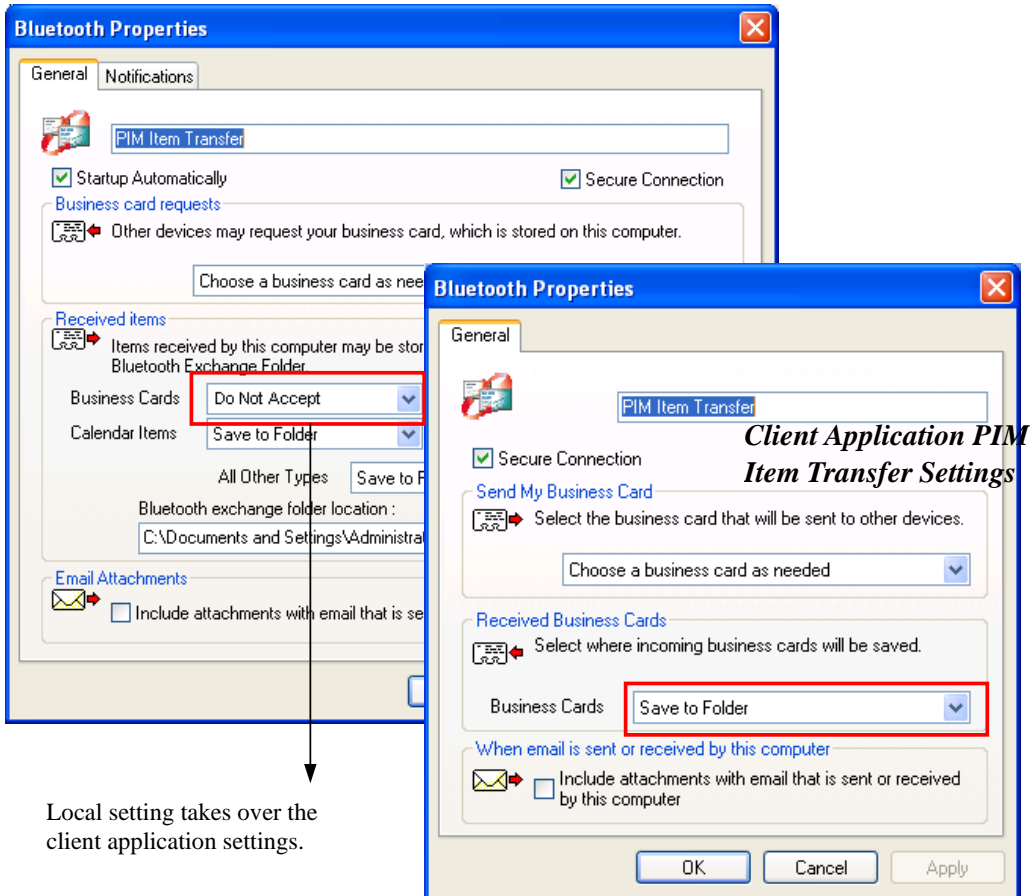 Bluetooth Properties
General
Notifications
PIM Item Transfer
Startup Automatically
Secure Connection
Business card requests
Other devices may request your business card, which is stored on this computer.
Choose a business card as nee
Received items
Items received by this computer may be stor
Bluetooth Exchange Folder
Business Cards
Do Not Accept
Calendar Items
Save to Folder
All Other Types
Save to F
Bluetooth exchange folder location :
C:\Documents and Settings\Administra
Email Attachments
Include attachments with email that is se
Local setting takes over the
client application settings.
Bluetooth Properties
General
PIM Item Transfer
Client Application PIM
Item Transfer Settings
Secure Connection
Send My Business Card
Select the business card that will be sent to other devices.
Choose a business card as needed
Received Business Cards
Select where incoming business cards will be saved.
Business Cards
Save to Folder
When email is sent or received by this computer
Include attachments with email that is sent or received
by this computer
OK
Cancel
Apply